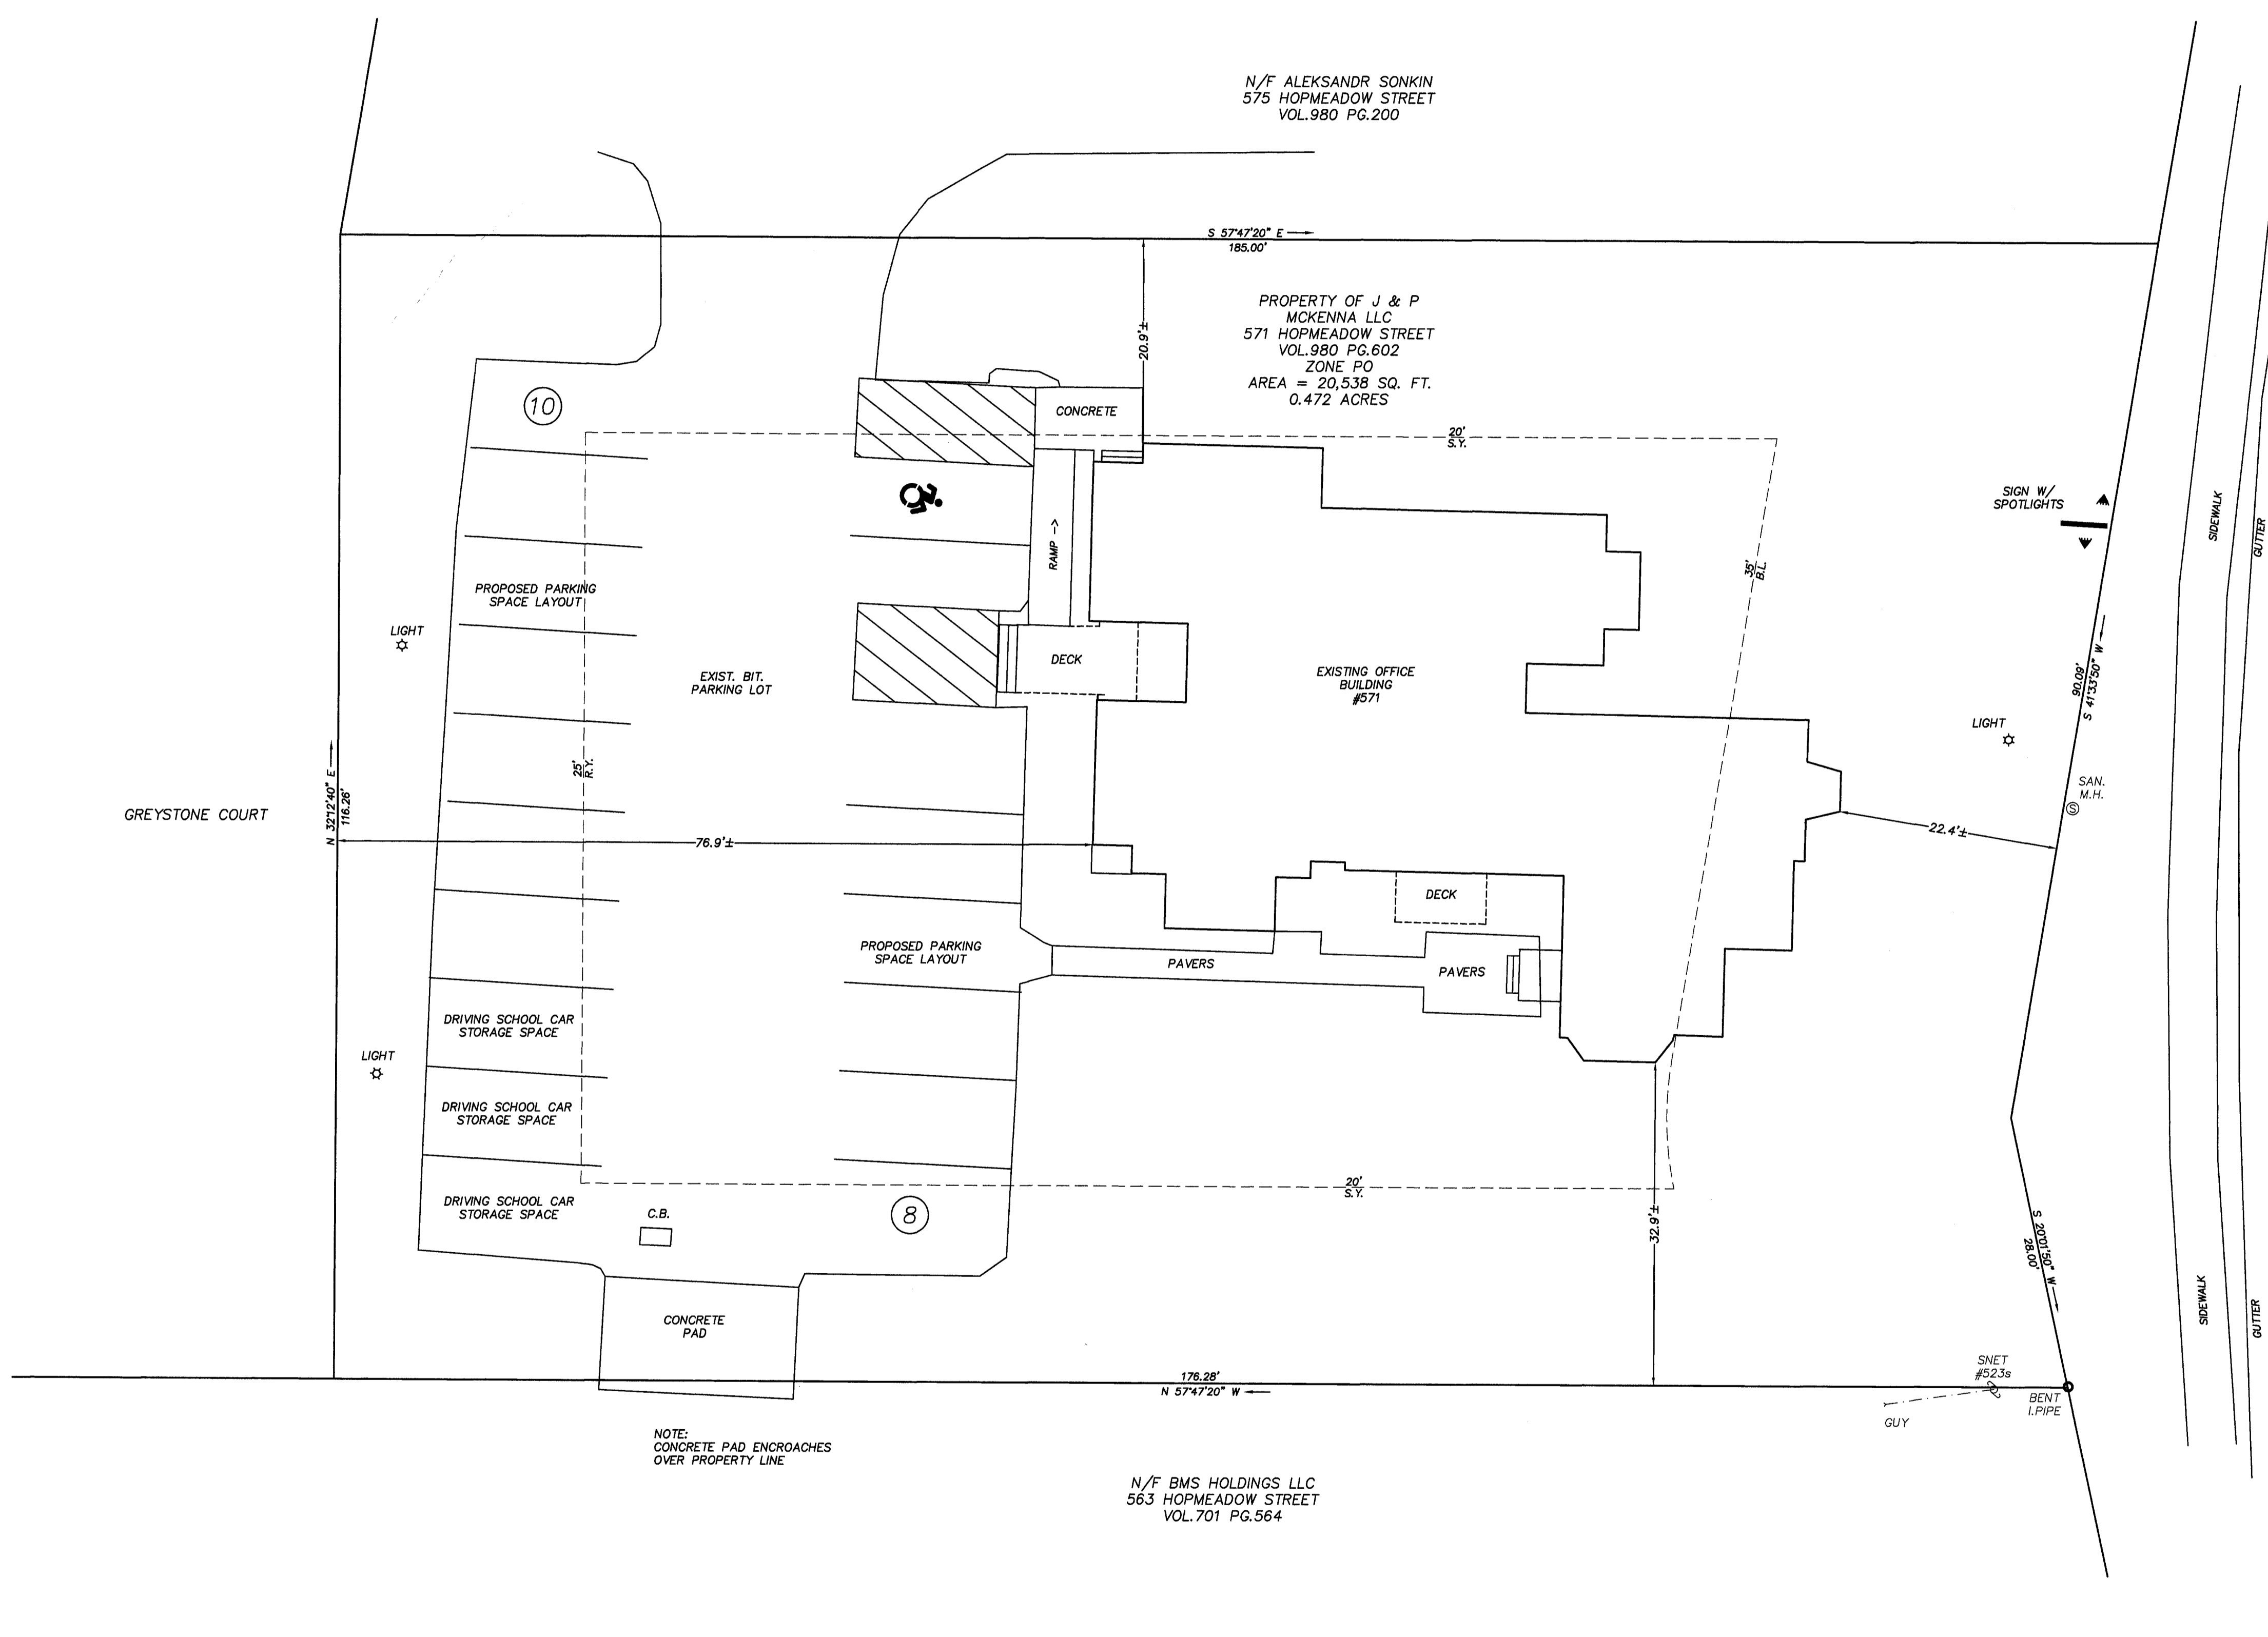 N/F ALEKSANDR SONKIN
575 HOPMEADOW STREET
VOL.980 PG.200
S 57°47'20" E
185.00'
PROPERTY OF J & P
MCKENNA LLC
571 HOPMEADOW STREET
VOL.980 PG.602
ZONE PO
AREA = 20,538 SQ. FT.
0.472 ACRES
20.9'±
10
CONCRETE
20'
S.Y.
SIGN W/
SPOTLIGHTS
SIDEWALK
GUTTER
RAMP ->
35'
B.L.
PROPOSED PARKING
SPACE LAYOUT
LIGHT
DECK
EXIST. BIT.
PARKING LOT
EXISTING OFFICE
BUILDING
#571
90.09'
S 41°33'50" W
LIGHT
25'
R.Y.
SAN.
M.H.
S
GREYSTONE COURT
N 32°12'40" E
116.26'
76.9'±
22.4'±
DECK
PROPOSED PARKING
SPACE LAYOUT
PAVERS
PAVERS
DRIVING SCHOOL CAR
STORAGE SPACE
LIGHT
DRIVING SCHOOL CAR
STORAGE SPACE
20'
S.Y.
DRIVING SCHOOL CAR
STORAGE SPACE
C.B.
8
32.9'±
S 20°01'50" W
28.00'
SIDEWALK
GUTTER
CONCRETE
PAD
176.28'
N 57°47'20" W
SNET
#523s
BENT
I.PIPE
GUY
NOTE:
CONCRETE PAD ENCROACHES
OVER PROPERTY LINE
N/F BMS HOLDINGS LLC
563 HOPMEADOW STREET
VOL.701 PG.564